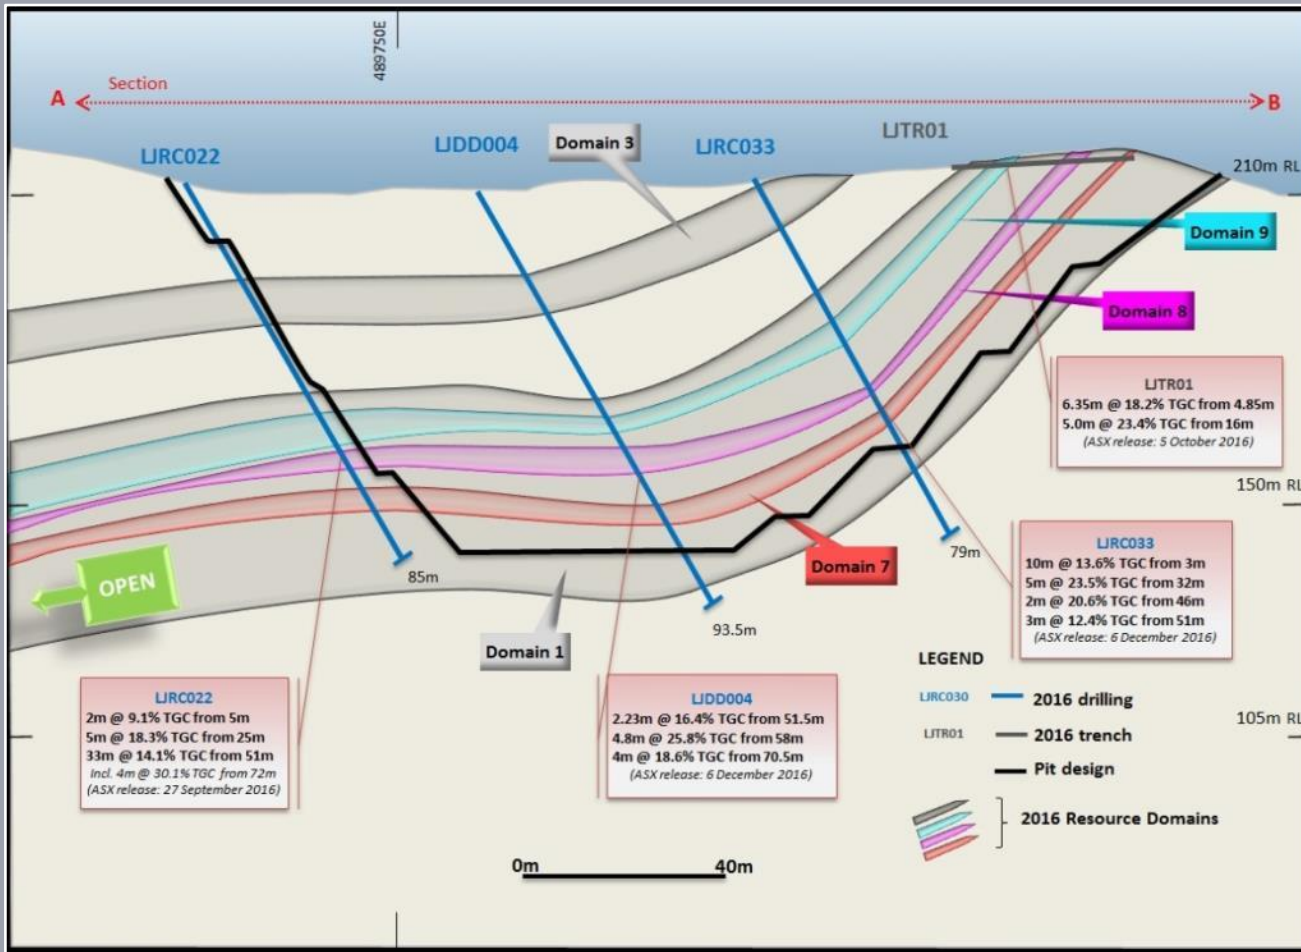 489750E
Section
A
B
LJRC022
LJDD004
Domain 3
LJRC033
LJTR01
210m RL
Domain 9
Domain 8
LJTR01
6.35m @ 18.2% TGC from 4.85m
5.0m @ 23.4% TGC from 16m
(ASX release: 5 October 2016)
150m RL
OPEN
85m
93.5m
79m
Domain 7
Domain 1
LJRC033
10m @ 13.6% TGC from 3m
5m @ 23.5% TGC from 32m
2m @ 20.6% TGC from 46m
3m @ 12.4% TGC from 51m
(ASX release: 6 December 2016)
LJRC022
2m @ 9.1% TGC from 5m
5m @ 18.3% TGC from 25m
33m @ 14.1% TGC from 51m
Incl. 4m @ 30.1% TGC from 72m
(ASX release: 27 September 2016)
LJDD004
2.23m @ 16.4% TGC from 51.5m
4.8m @ 25.8% TGC from 58m
4m @ 18.6% TGC from 70.5m
(ASX release: 6 December 2016)
LEGEND
LJRC030 2016 drilling
LJTR01 2016 trench
Pit design
2016 Resource Domains
105m RL
0m 40m